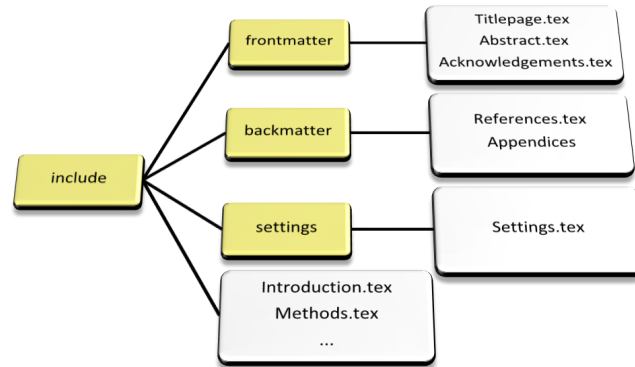 include
frontmatter
Titlepage.tex
Abstract.tex
Acknowledgements.tex
backmatter
References.tex
Appendices
settings
Settings.tex
Introduction.tex
Methods.tex
...